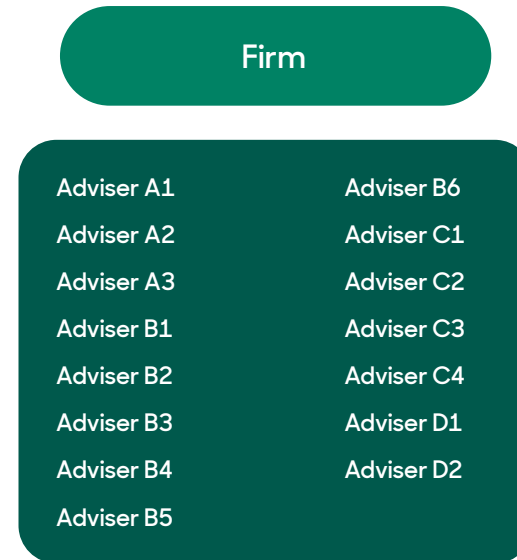 Firm
Adviser A1
Adviser A2
Adviser A3
Adviser B1
Adviser B2
Adviser B3
Adviser B4
Adviser B5
Adviser B6
Adviser C1
Adviser C2
Adviser C3
Adviser C4
Adviser D1
Adviser D2